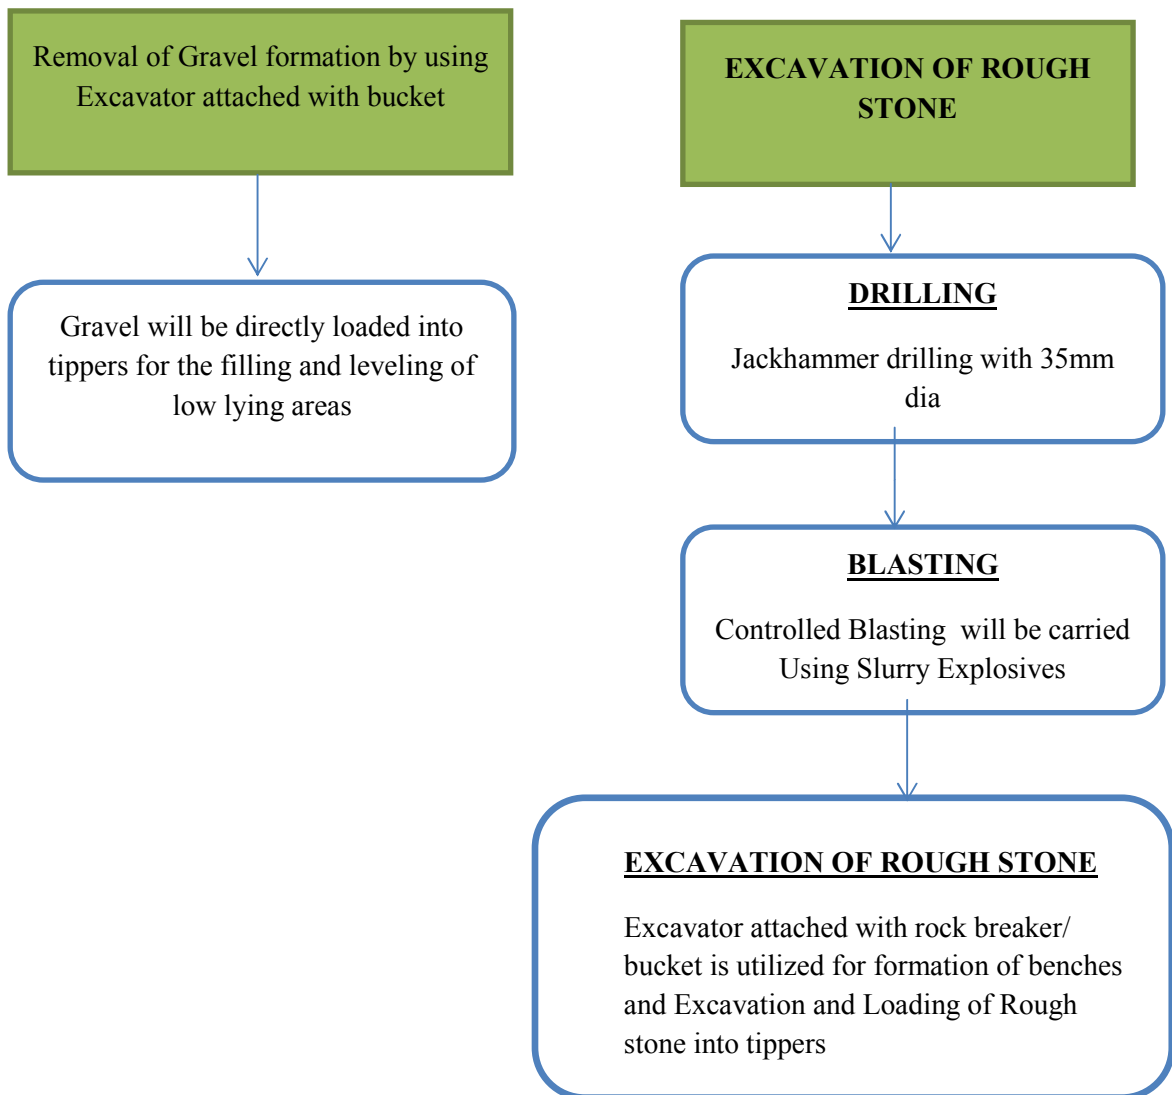 Removal of Gravel formation by using
Excavator attached with bucket
Gravel will be directly loaded into
tippers for the filling and leveling of
low lying areas
EXCAVATION OF ROUGH
STONE
DRILLING
Jackhammer drilling with 35mm
dia
BLASTING
Controlled Blasting  will be carried
Using Slurry Explosives
EXCAVATION OF ROUGH STONE
Excavator attached with rock breaker/
bucket is utilized for formation of benches
and Excavation and Loading of Rough
stone into tippers